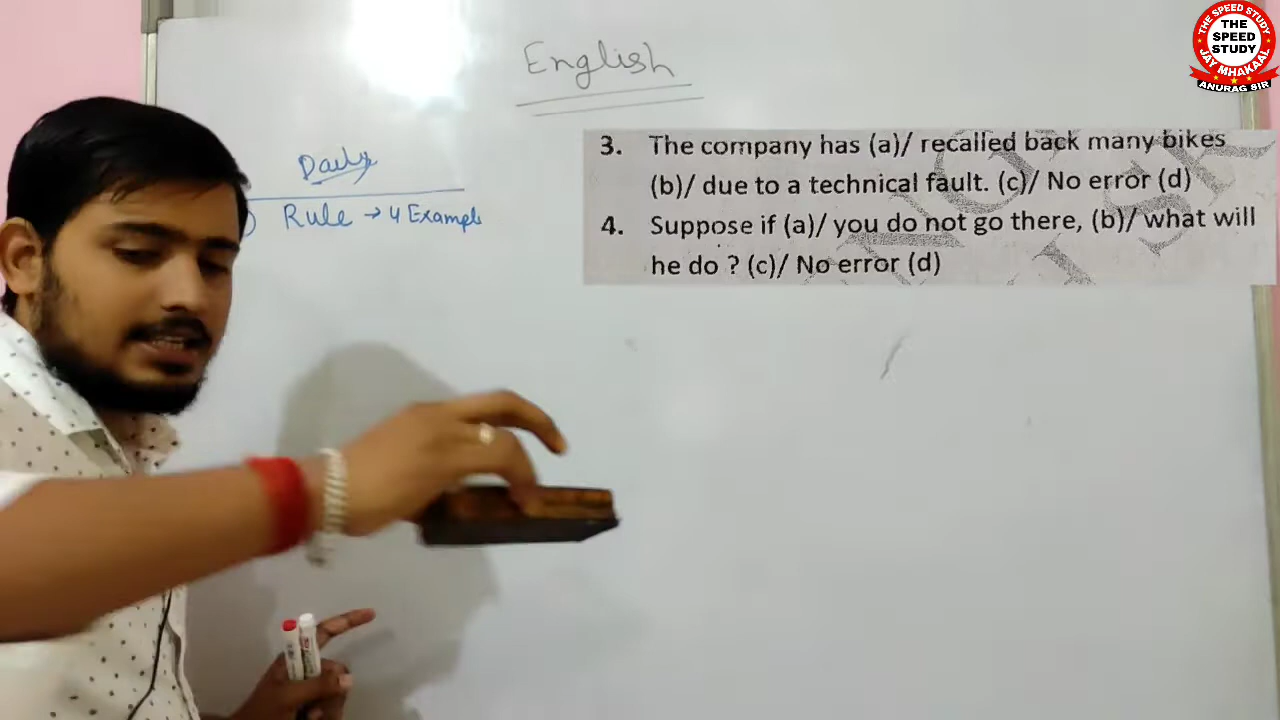 THE SPEED STUDY
THE
SPEED
STUDY
JAY MHAKAAL
ANURAG SIR
English
Daily
Rule → 4 Example
3. The company has (a)/ recalled back many bikes
(b)/ due to a technical fault. (c)/ No error (d)
4. Suppose if (a)/ you do not go there, (b)/ what will
he do ? (c)/ No error (d)